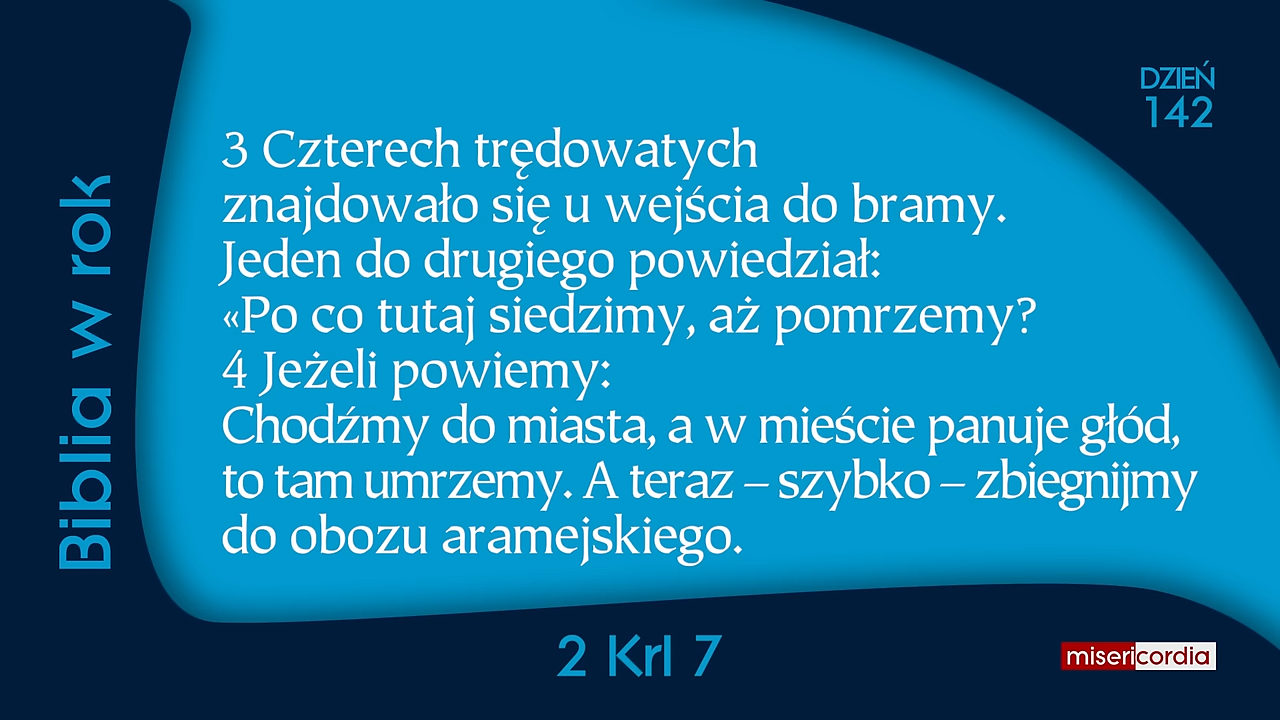 Biblia w rok
DZIEŃ
142
3 Czterech trędowatych
znajdowało się u wejścia do bramy.
Jeden do drugiego powiedział:
«Po co tutaj siedzimy, aż pomrzemy?
4 Jeżeli powiemy:
Chodźmy do miasta, a w mieście panuje głód,
to tam umrzemy. A teraz – szybko – zbiegnijmy
do obozu aramejskiego.
2 Krl 7
misericordia